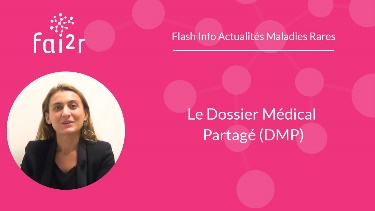 fai2r
Flash Info Actualités Maladies Rares
Le Dossier Médical
Partagé (DMP)